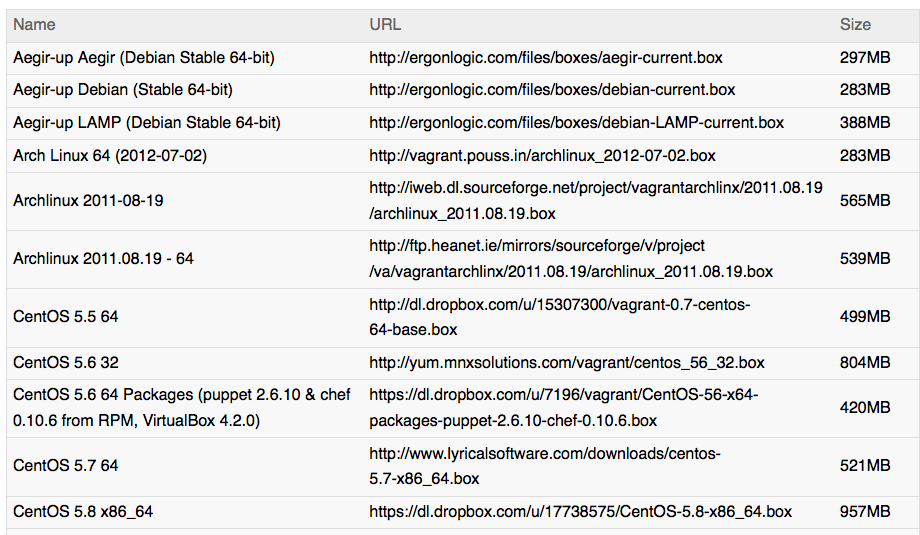 Name URL Size
Aegir-up Aegir (Debian Stable 64-bit) http://ergonlogic.com/files/boxes/aegir-current.box 297MB
Aegir-up Debian (Stable 64-bit) http://ergonlogic.com/files/boxes/debian-current.box 283MB
Aegir-up LAMP (Debian Stable 64-bit) http://ergonlogic.com/files/boxes/debian-LAMP-current.box 388MB
Arch Linux 64 (2012-07-02) http://vagrant.pouss.in/archlinux_2012-07-02.box 283MB
Archlinux 2011-08-19 http://iweb.dl.sourceforge.net/project/vagrantarchlinx/2011.08.19
/archlinux_2011.08.19.box 565MB
Archlinux 2011.08.19 - 64 http://ftp.heanet.ie/mirrors/sourceforge/v/project
/va/vagrantarchlinx/2011.08.19/archlinux_2011.08.19.box 539MB
CentOS 5.5 64 http://dl.dropbox.com/u/15307300/vagrant-0.7-centos-
64-base.box 499MB
CentOS 5.6 32 http://yum.mnxsolutions.com/vagrant/centos_56_32.box 804MB
CentOS 5.6 64 Packages (puppet 2.6.10 & chef https://dl.dropbox.com/u/7196/vagrant/CentOS-56-x64-
0.10.6 from RPM, VirtualBox 4.2.0) packages-puppet-2.6.10-chef-0.10.6.box 420MB
CentOS 5.7 64 http://www.lyricalsoftware.com/downloads/centos-
5.7-x86_64.box 521MB
CentOS 5.8 x86_64 https://dl.dropbox.com/u/17738575/CentOS-5.8-x86_64.box 957MB